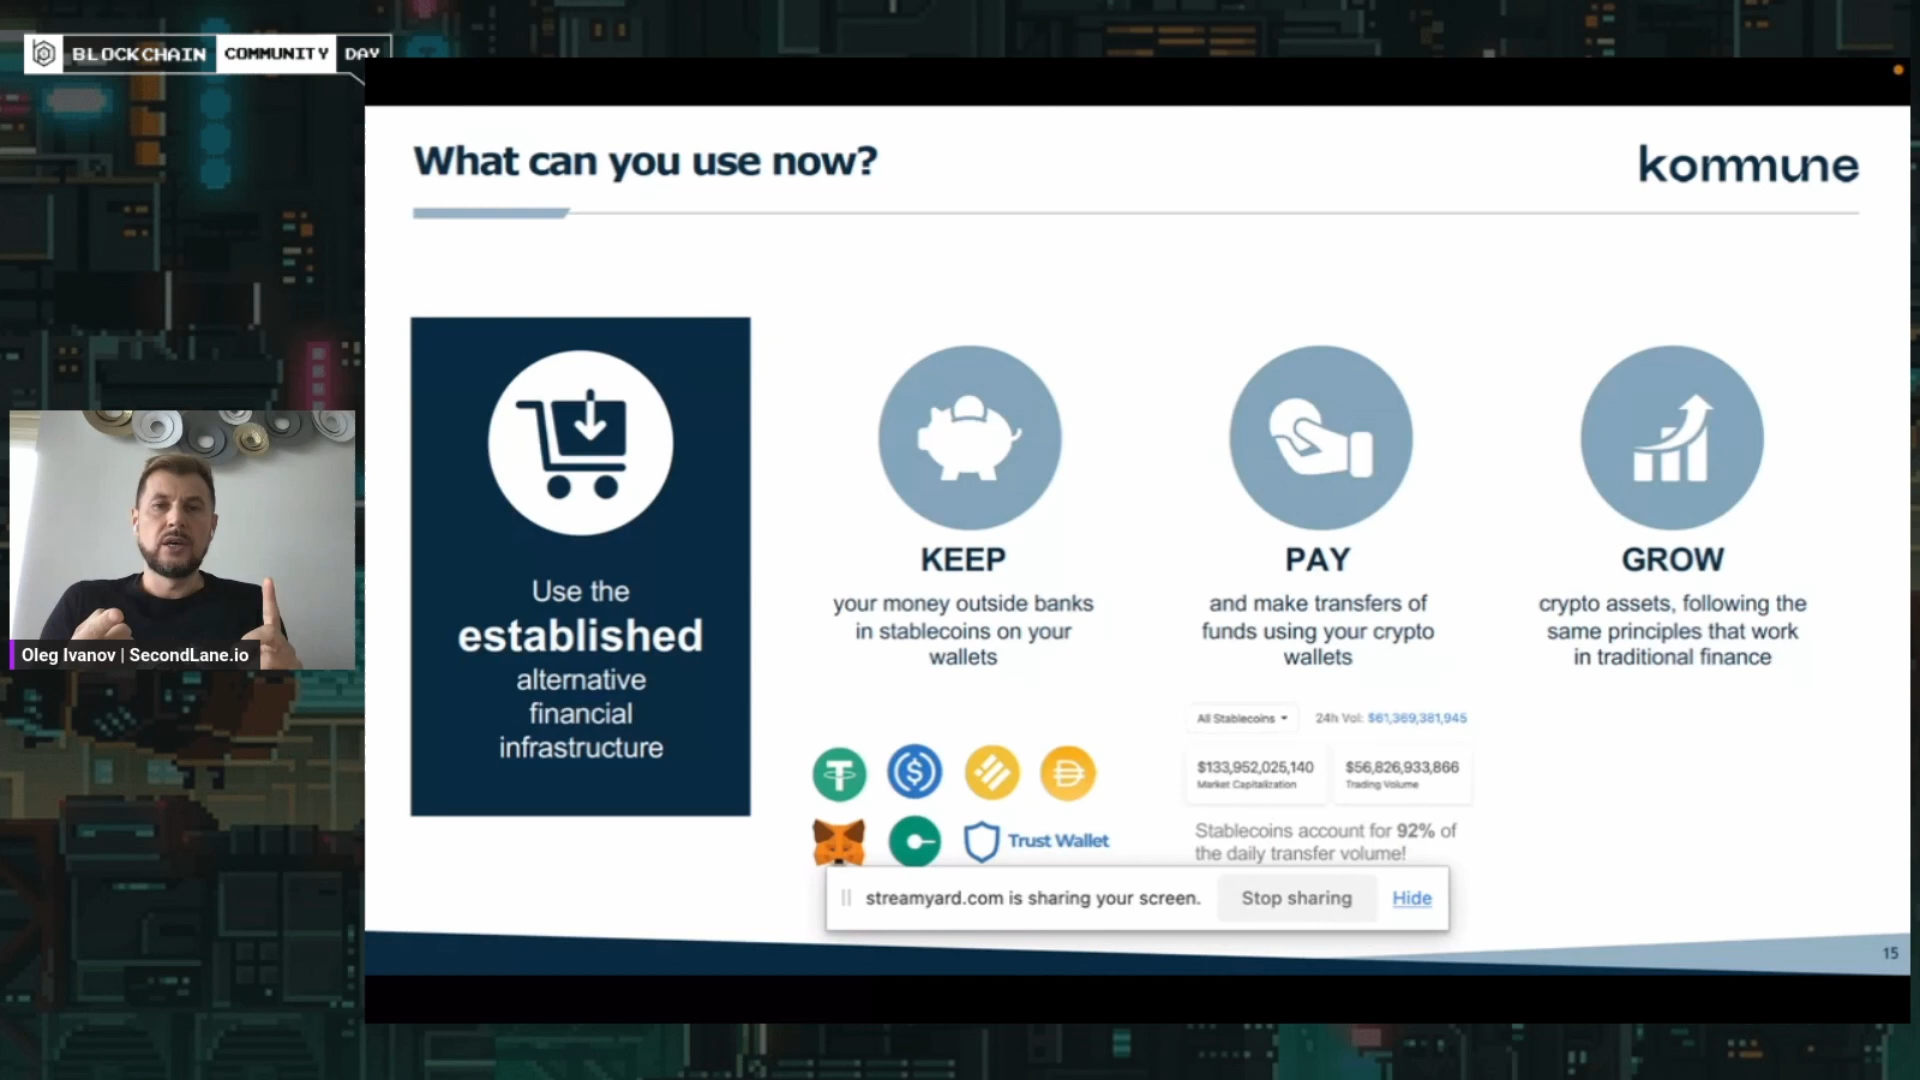 BLOCKCHAIN COMMUNITY DAY
What can you use now?
kommune
Use the
established
alternative
financial
infrastructure
KEEP
your money outside banks
in stablecoins on your
wallets
PAY
and make transfers of
funds using your crypto
wallets
GROW
crypto assets, following the
same principles that work
in traditional finance
Oleg Ivanov | SecondLane.io
All Stablecoins 24h Vol: $61,369,381,945
$133,952,025,140 $56,826,933,866
Market Capitalization Trading Volume
Trust Wallet
Stablecoins account for 92% of
the daily transfer volume!
streamyard.com is sharing your screen. Stop sharing Hide
15